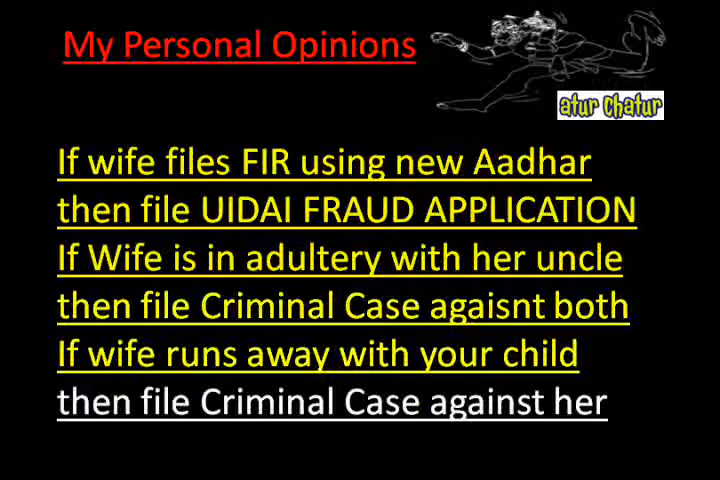 My Personal Opinions
atur chatur
If wife files FIR using new Aadhar
then file UIDAI FRAUD APPLICATION
If Wife is in adultery with her uncle
then file Criminal Case agaisnt both
If wife runs away with your child
then file Criminal Case against her